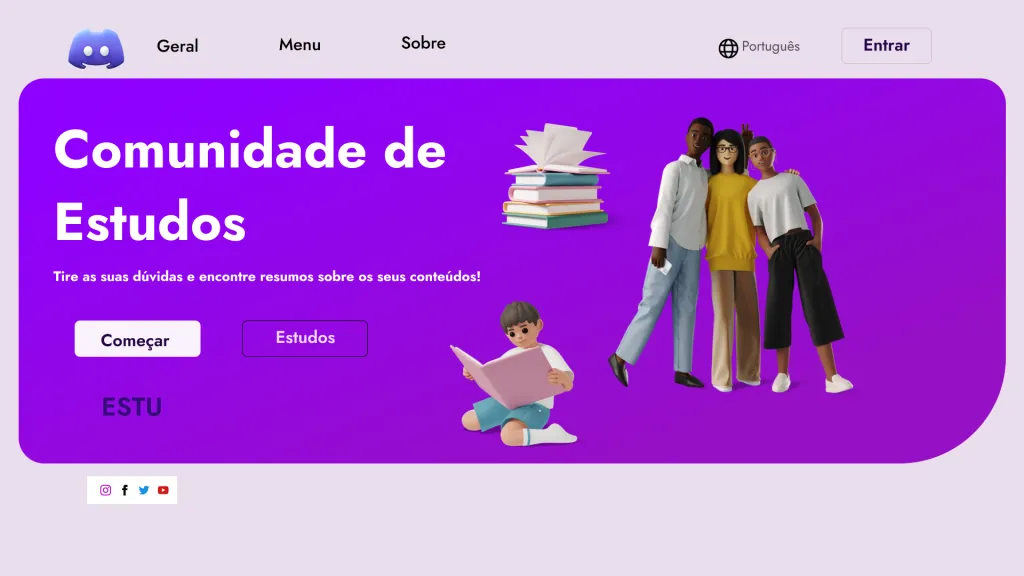 Geral
Menu
Sobre
Português
Entrar
Comunidade de
Estudos
Tire as suas dúvidas e encontre resumos sobre os seus conteúdos!
Começar
Estudos
ESTU